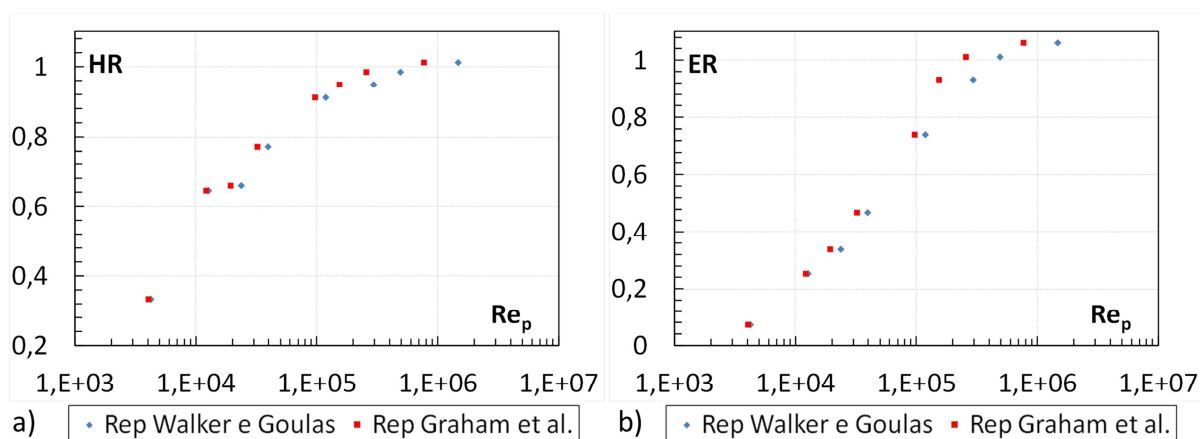 HR
1
0,8
0,6
0,4
0,2
Re_p
1,E+03 1,E+04 1,E+05 1,E+06 1,E+07
a) Rep Walker e Goulas Rep Graham et al.
ER
1
0,8
0,6
0,4
0,2
0
Re_p
1,E+03 1,E+04 1,E+05 1,E+06 1,E+07
b) Rep Walker e Goulas Rep Graham et al.